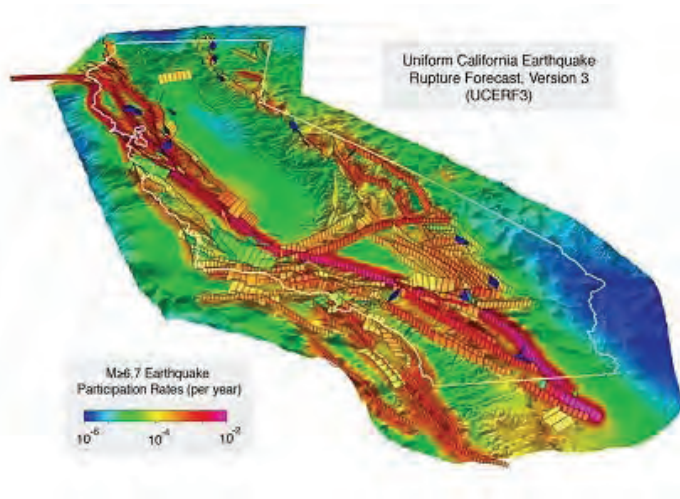 Uniform California Earthquake
Rupture Forecast, Version 3
(UCERF3)
M≥6.7 Earthquake
Participation Rates (per year)
10⁻⁶ 10⁻⁴ 10⁻²